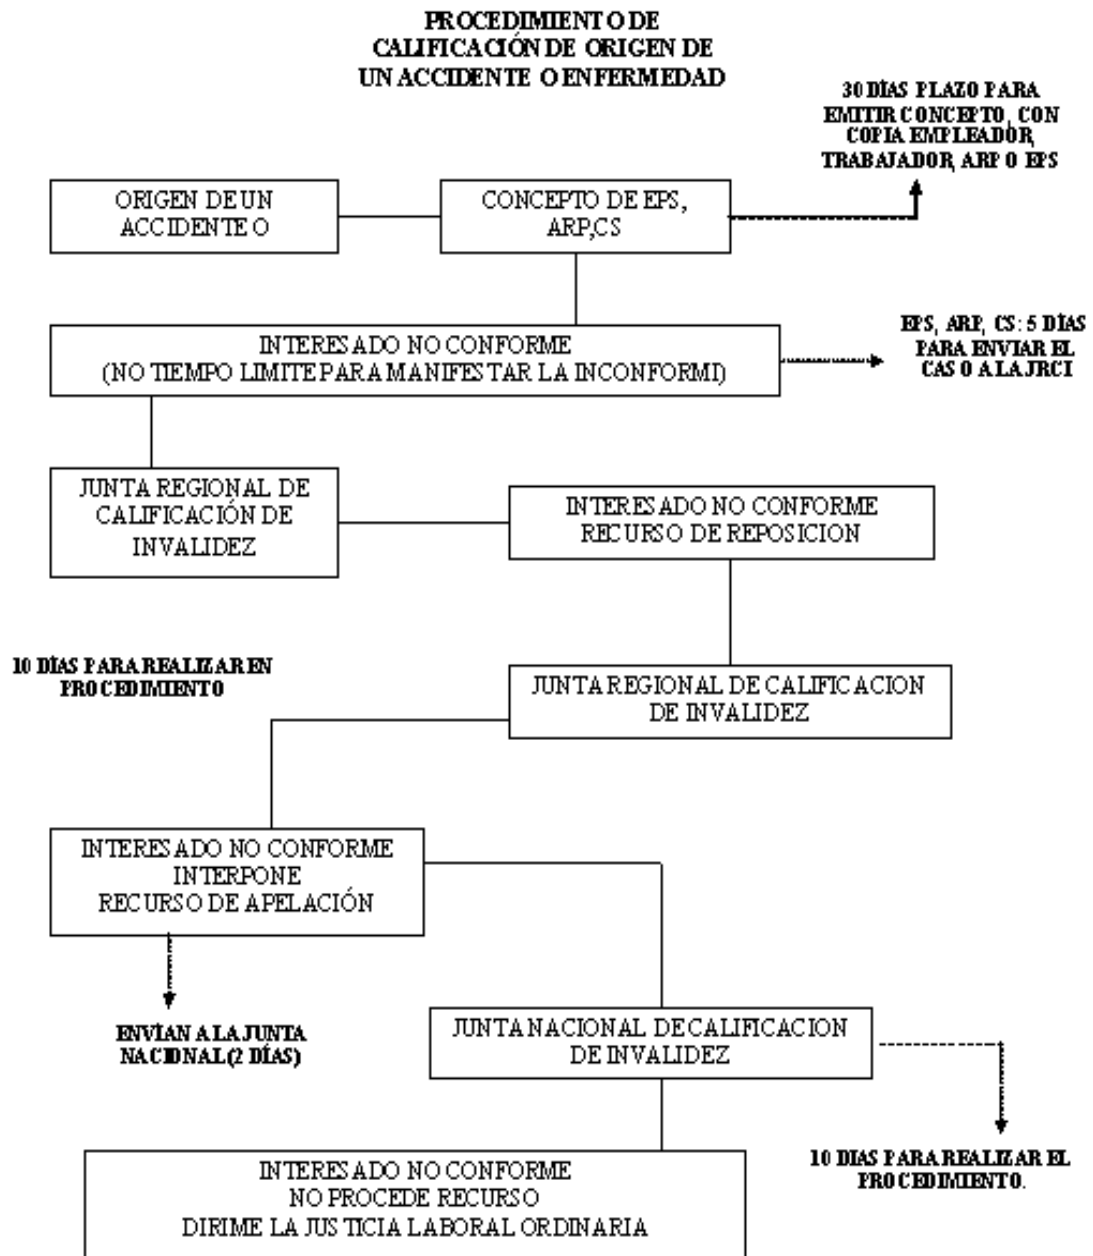 PROCEDIMIENTO DE
CALIFICACIÓN DE ORIGEN DE
UN ACCIDENTE O ENFERMEDAD
30 DÍAS PLAZO PARA
EMITIR CONCEPTO, CON
COPIA EMPLEADOR,
TRABAJADOR, ARP O EPS
ORIGEN DE UN
ACCIDENTE O
CONCEPTO DE EPS,
ARP,CS
INTERESADO NO CONFORME
(NO TIEMPO LIMITE PARA MANIFESTAR LA INCONFORMI)
EPS, ARP, CS: 5 DÍAS
PARA ENVIAR EL
CASO A LA JRCI
JUNTA REGIONAL DE
CALIFICACIÓN DE
INVALIDEZ
INTERESADO NO CONFORME
RECURSO DE REPOSICION
10 DÍAS PARA REALIZAR EN
PROCEDIMIENTO
JUNTA REGIONAL DE CALIFICACION
DE INVALIDEZ
INTERESADO NO CONFORME
INTERPONE
RECURSO DE APELACIÓN
ENVÍAN A LA JUNTA
NACIONAL (2 DÍAS)
JUNTA NACIONAL DE CALIFICACION
DE INVALIDEZ
10 DIAS PARA REALIZAR EL
PROCEDIMIENTO.
INTERESADO NO CONFORME
NO PROCEDE RECURSO
DIRIME LA JUSTICIA LABORAL ORDINARIA